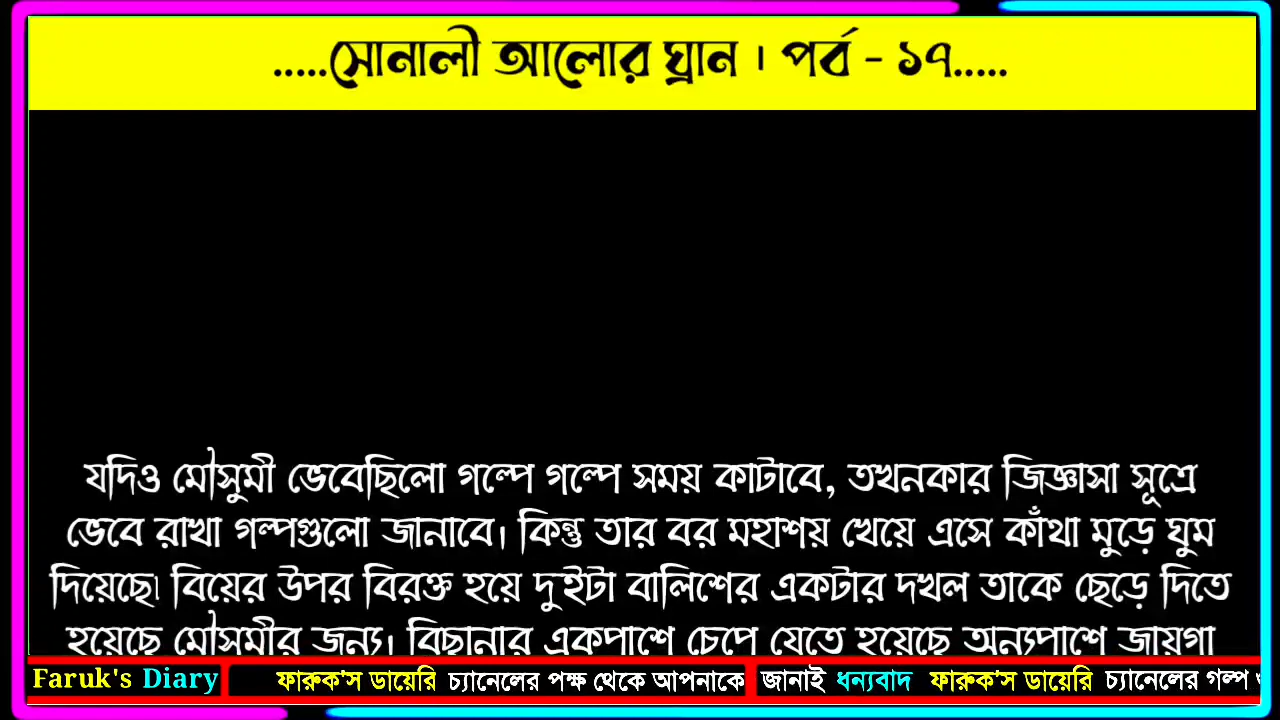 .....সোনালী আলোর ঘ্রান । পর্ব - ১৭.....
যদিও মৌসুমী ভেবেছিলো গল্পে গল্পে সময় কাটাবে, তখনকার জিজ্ঞাসা সূত্রে
ভেবে রাখা গল্পগুলো জানাবে। কিন্তু তার বর মহাশয় খেয়ে এসে কাঁথা মুড়ে ঘুম
দিয়েছে৷ বিয়ের উপর বিরক্ত হয়ে দুইটা বালিশের একটার দখল তাকে ছেড়ে দিতে
হয়েছে মৌসুমীর জন্য। বিছানার একপাশে চেপে যেতে হয়েছে অন্যপাশে জায়গা
Faruk's Diary ফারুক'স ডায়েরি চ্যানেলের পক্ষ থেকে আপনাকে জানাই ধন্যবাদ ফারুক'স ডায়েরি চ্যানেলের গল্প